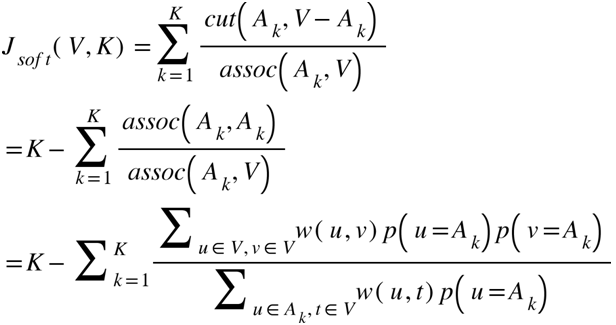 J_{soft}(V,K) = \sum_{k=1}^{K} \frac{cut(A_k, V-A_k)}{assoc(A_k, V)}
= K - \sum_{k=1}^{K} \frac{assoc(A_k, A_k)}{assoc(A_k, V)}
= K - \sum_{k=1}^{K} \frac{\sum_{u \in V, v \in V} w(u,v) p(u=A_k) p(v=A_k)}{\sum_{u \in A_k, t \in V} w(u,t) p(u=A_k)}